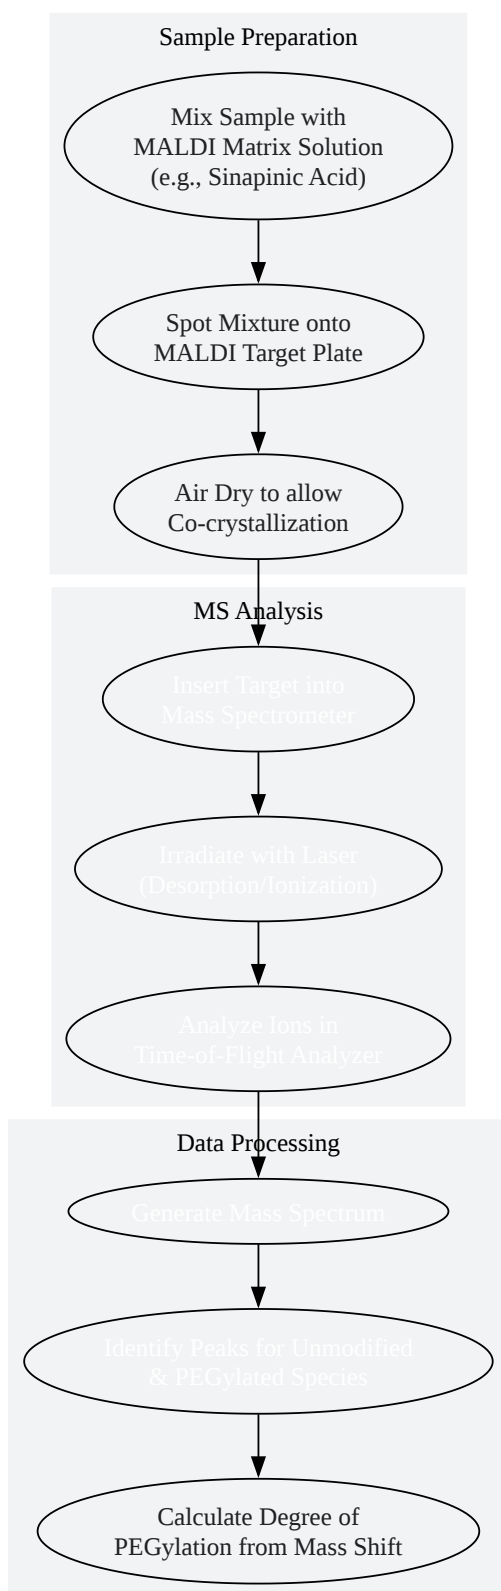 Sample Preparation
Mix Sample with
MALDI Matrix Solution
(e.g., Sinapinic Acid)
Spot Mixture onto
MALDI Target Plate
Air Dry to allow
Co-crystallization
MS Analysis
Insert Target into
Mass Spectrometer
Irradiate with Laser
(Desorption/Ionization)
Analyze Ions in
Time-of-Flight Analyzer
Data Processing
Generate Mass Spectrum
Identify Peaks for Unmodified
& PEGylated Species
Calculate Degree of
PEGylation from Mass Shift